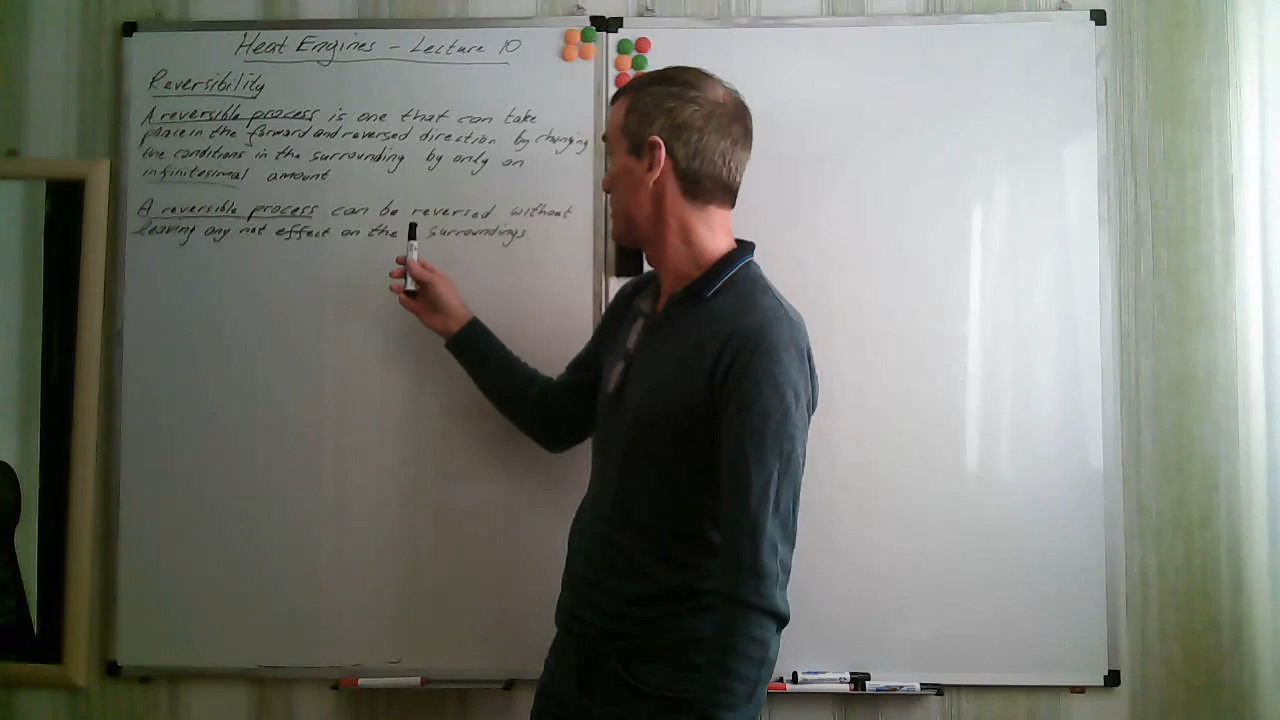 Heat Engines - Lecture 10
Reversibility
A reversible process is one that can take
place in the forward and reversed direction by changing
the conditions in the surrounding by only an
infinitesimal amount
A reversible process can be reversed without
leaving any net effect on the surroundings